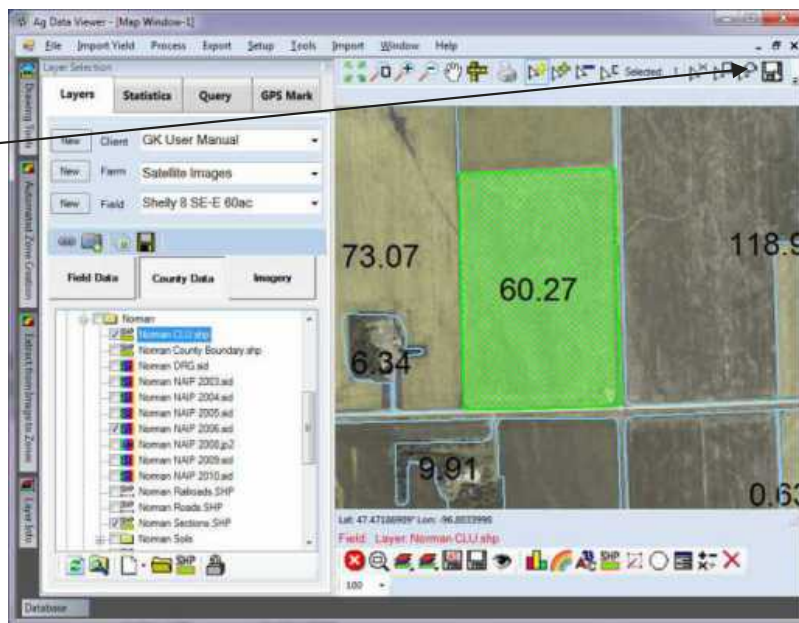 Ag Data Viewer - [Map Window-1]
File Import Yield Process Export Setup Tools Import Window Help
Layer Selection
Selected: 1
Layers Statistics Query GPS Mark
New Client GK User Manual
New Farm Satellite Images
New Field Shelly 8 SE-E 60ac
Field Data County Data Imagery
Norman
Norman CLU.shp
Norman County Boundary.shp
Norman DRG.sid
Norman NAIP 2003.sid
Norman NAIP 2004.sid
Norman NAIP 2005.sid
Norman NAIP 2006.sid
Norman NAIP 2008.jp2
Norman NAIP 2009.sid
Norman NAIP 2010.sid
Norman Railroads.SHP
Norman Roads.SHP
Norman Sections.SHP
Norman Soils
SHP
Drawing Tools
Automated Zone Creation
Extract from Image to Zones
Layer Info
73.07
60.27
118.9
6.34
9.91
0.63
Field Layer: Norman CLU.shp
SHP
100
Database